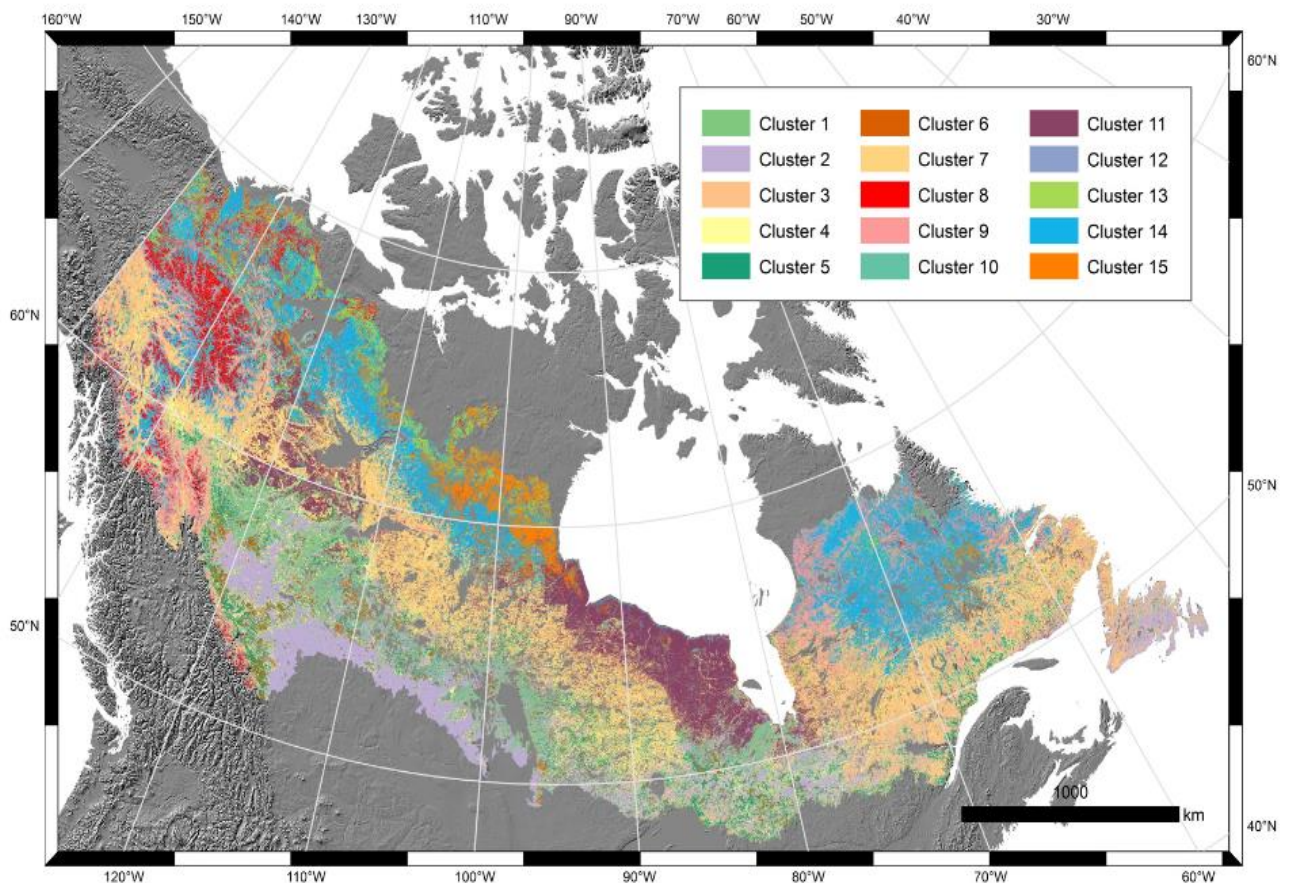 160°W 150°W 140°W 130°W 110°W 90°W 70°W 60°W 50°W 40°W 30°W
60°N
Cluster 1 Cluster 6 Cluster 11
Cluster 2 Cluster 7 Cluster 12
Cluster 3 Cluster 8 Cluster 13
Cluster 4 Cluster 9 Cluster 14
Cluster 5 Cluster 10 Cluster 15
60°N
50°N
50°N
1000
km
40°N
120°W 110°W 100°W 90°W 80°W 70°W 60°W